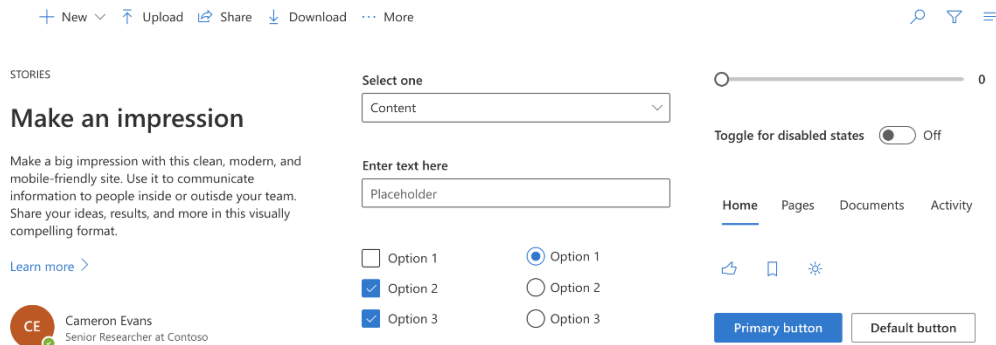 New Upload Share Download More
STORIES
Make an impression
Make a big impression with this clean, modern, and
mobile-friendly site. Use it to communicate
information to people inside or outisde your team.
Share your ideas, results, and more in this visually
compelling format.
Learn more
CE
Cameron Evans
Senior Researcher at Contoso
Select one
Content
Enter text here
Placeholder
Option 1
Option 2
Option 3
Option 1
Option 2
Option 3
0
Toggle for disabled states Off
Home Pages Documents Activity
Primary button Default button